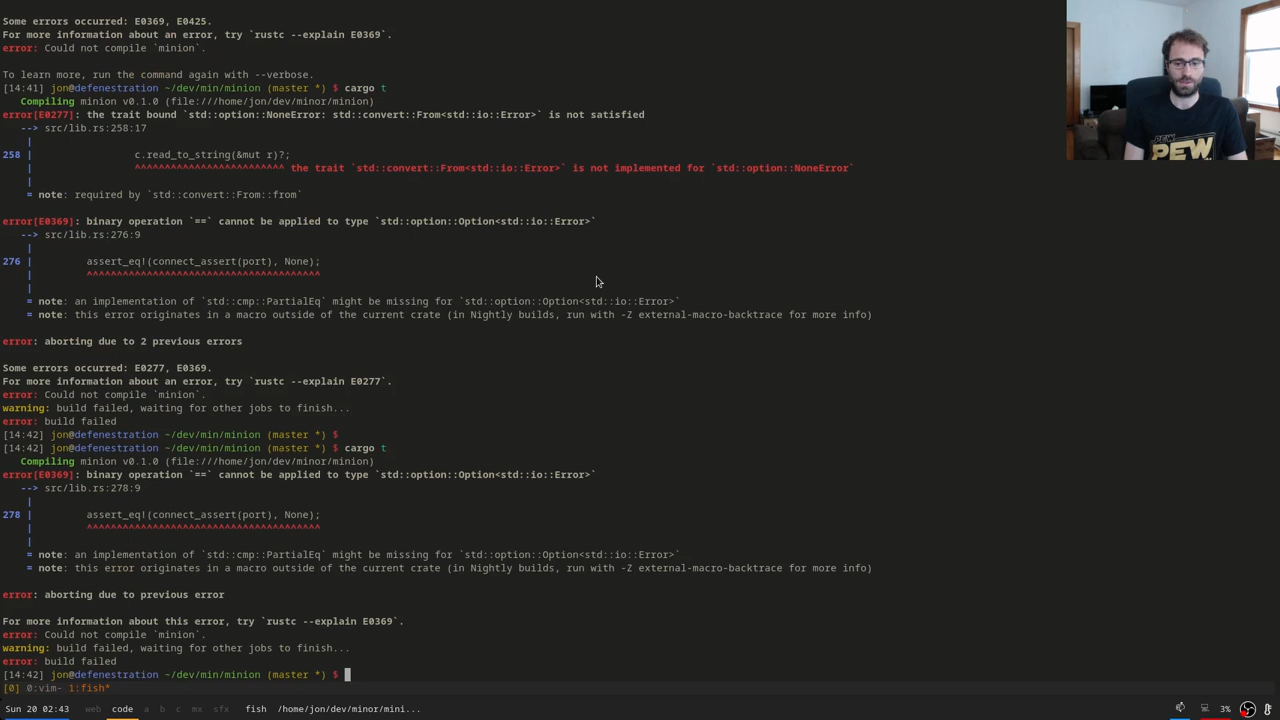 Some errors occurred: E0369, E0425.
For more information about an error, try `rustc --explain E0369`.
error: Could not compile `minion`.
To learn more, run the command again with --verbose.
[14:41] jon@defenestration ~/dev/min/minion (master *) $ cargo t
Compiling minion v0.1.0 (file:///home/jon/dev/minor/minion)
error[E0277]: the trait bound `std::option::NoneError: std::convert::From<std::io::Error>` is not satisfied
--> src/lib.rs:258:17
|
258 | c.read_to_string(&mut r)?;
| ^^^^^^^^^^^^^^^^^^^^^^^^^ the trait `std::convert::From<std::io::Error>` is not implemented for `std::option::NoneError`
|
= note: required by `std::convert::From::from`
error[E0369]: binary operation `==` cannot be applied to type `std::option::Option<std::io::Error>`
--> src/lib.rs:276:9
|
276 | assert_eq!(connect_assert(port), None);
| ^^^^^^^^^^^^^^^^^^^^^^^^^^^^^^^^^^^^^^^
|
= note: an implementation of `std::cmp::PartialEq` might be missing for `std::option::Option<std::io::Error>`
= note: this error originates in a macro outside of the current crate (in Nightly builds, run with -Z external-macro-backtrace for more info)
error: aborting due to 2 previous errors
Some errors occurred: E0277, E0369.
For more information about an error, try `rustc --explain E0277`.
error: Could not compile `minion`.
warning: build failed, waiting for other jobs to finish...
error: build failed
[14:42] jon@defenestration ~/dev/min/minion (master *) $
[14:42] jon@defenestration ~/dev/min/minion (master *) $ cargo t
Compiling minion v0.1.0 (file:///home/jon/dev/minor/minion)
error[E0369]: binary operation `==` cannot be applied to type `std::option::Option<std::io::Error>`
--> src/lib.rs:278:9
|
278 | assert_eq!(connect_assert(port), None);
| ^^^^^^^^^^^^^^^^^^^^^^^^^^^^^^^^^^^^^^^
|
= note: an implementation of `std::cmp::PartialEq` might be missing for `std::option::Option<std::io::Error>`
= note: this error originates in a macro outside of the current crate (in Nightly builds, run with -Z external-macro-backtrace for more info)
error: aborting due to previous error
For more information about this error, try `rustc --explain E0369`.
error: Could not compile `minion`.
warning: build failed, waiting for other jobs to finish...
error: build failed
[14:42] jon@defenestration ~/dev/min/minion (master *) $
[0] 0:vim- 1:fish*
Sun 20 02:43 web code a b c mx sfx fish /home/jon/dev/minor/mini... 3%
PEW PEW
PEW